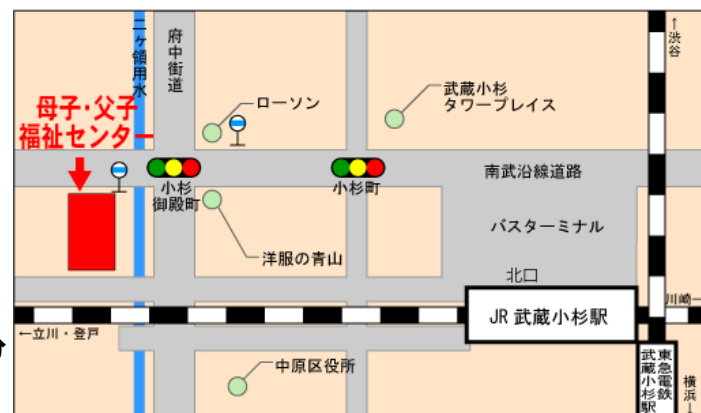 二ヶ領用水
府中街道
↑渋谷
母子・父子
福祉センター
ローソン
武蔵小杉
タワープレイス
小杉
御殿町
小杉町
南武沿線道路
バスターミナル
洋服の青山
北口
JR 武蔵小杉駅
川崎
←立川・登戸
中原区役所
東急電鉄
武蔵小杉駅
横浜↓